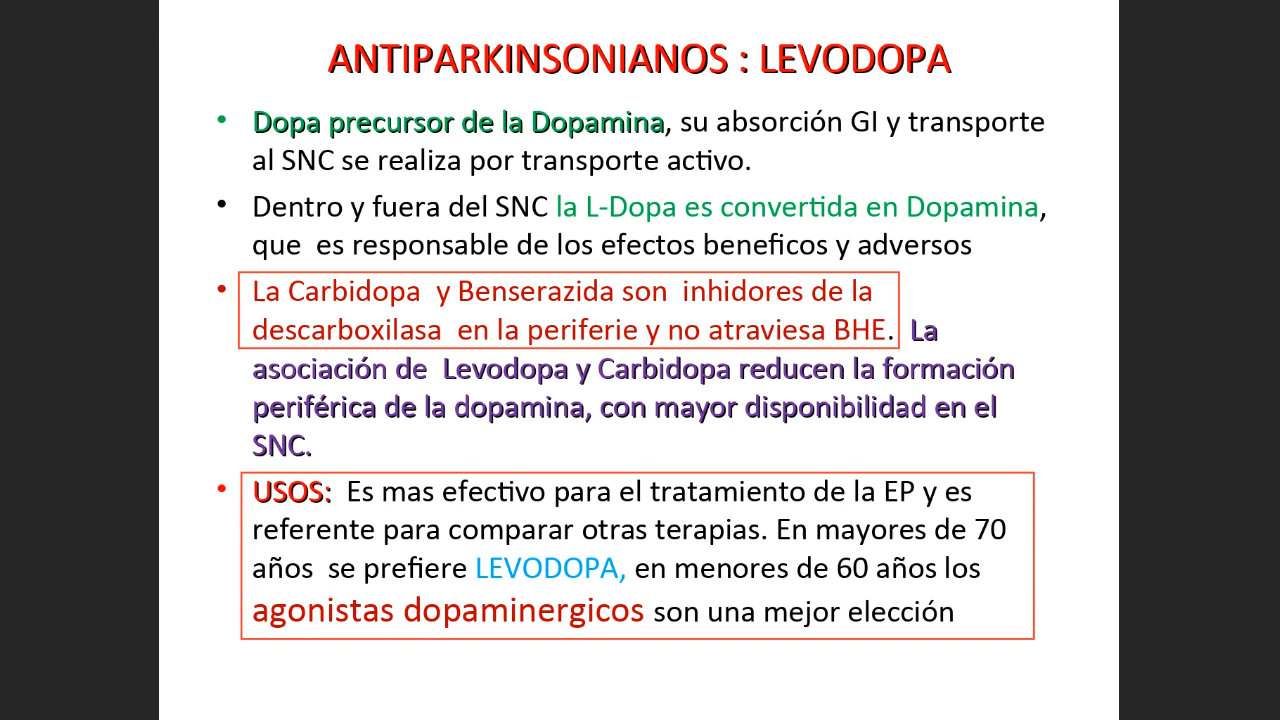 ANTIPARKINSONIANOS : LEVODOPA
• Dopa precursor de la Dopamina, su absorción GI y transporte
al SNC se realiza por transporte activo.
• Dentro y fuera del SNC la L-Dopa es convertida en Dopamina,
que es responsable de los efectos beneficos y adversos
• La Carbidopa y Benserazida son inhidores de la
descarboxilasa en la periferie y no atraviesa BHE. La
asociación de Levodopa y Carbidopa reducen la formación
periférica de la dopamina, con mayor disponibilidad en el
SNC.
• USOS: Es mas efectivo para el tratamiento de la EP y es
referente para comparar otras terapias. En mayores de 70
años se prefiere LEVODOPA, en menores de 60 años los
agonistas dopaminergicos son una mejor elección